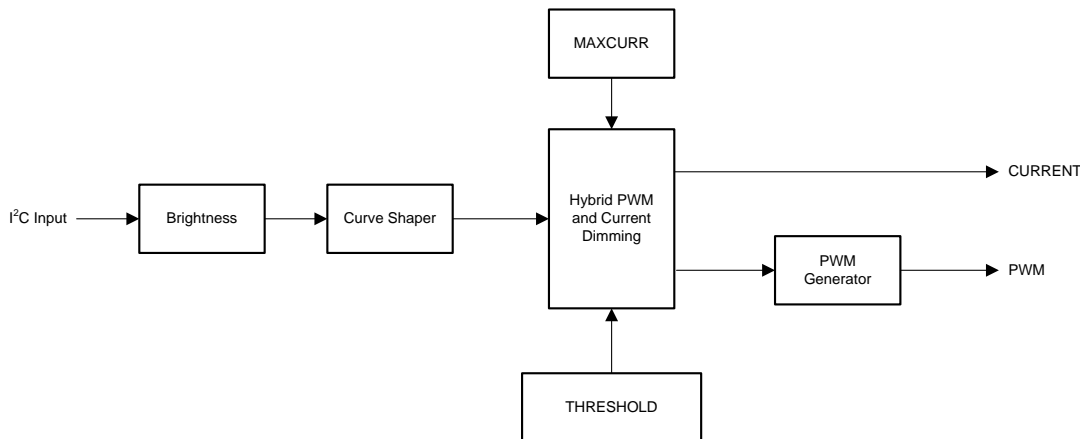 MAXCURR
I²C Input
Brightness
Curve Shaper
Hybrid PWM
and Current
Dimming
CURRENT
PWM
Generator
PWM
THRESHOLD